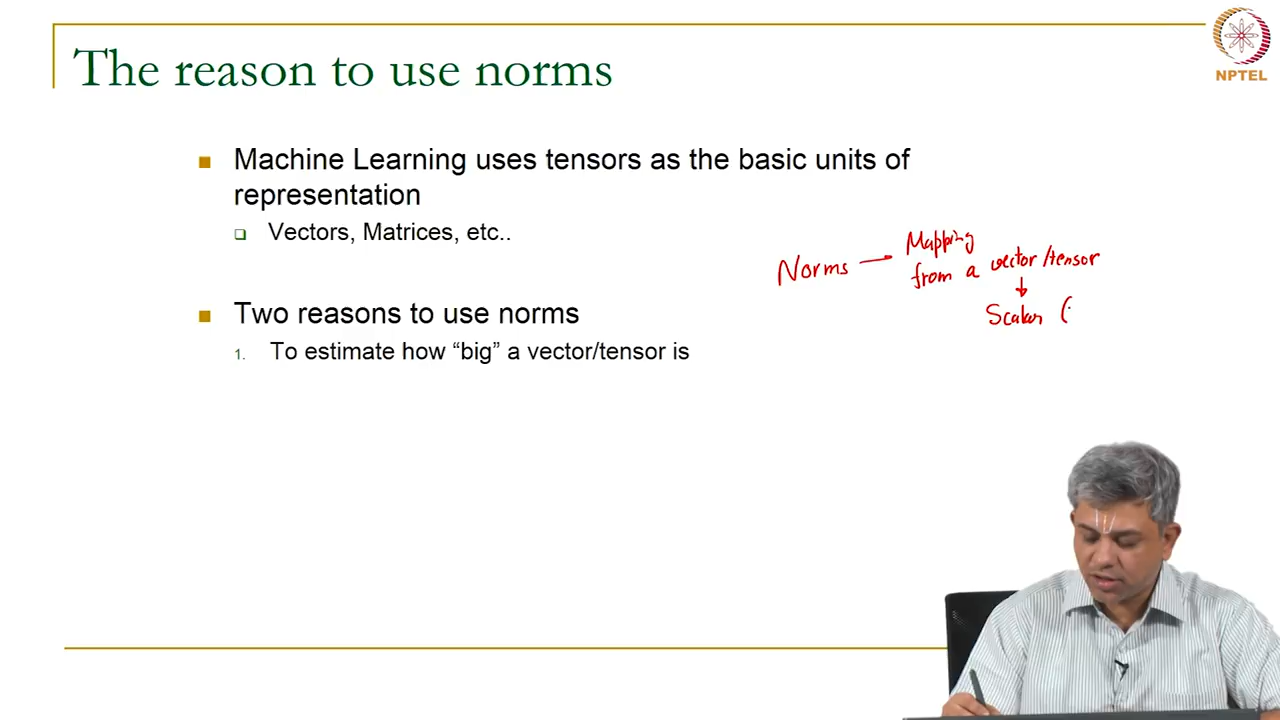 The reason to use norms
NPTEL
Machine Learning uses tensors as the basic units of
representation
Vectors, Matrices, etc..
Norms → Mapping
from a vector/tensor
↓
Scalar (
Two reasons to use norms
1. To estimate how “big” a vector/tensor is